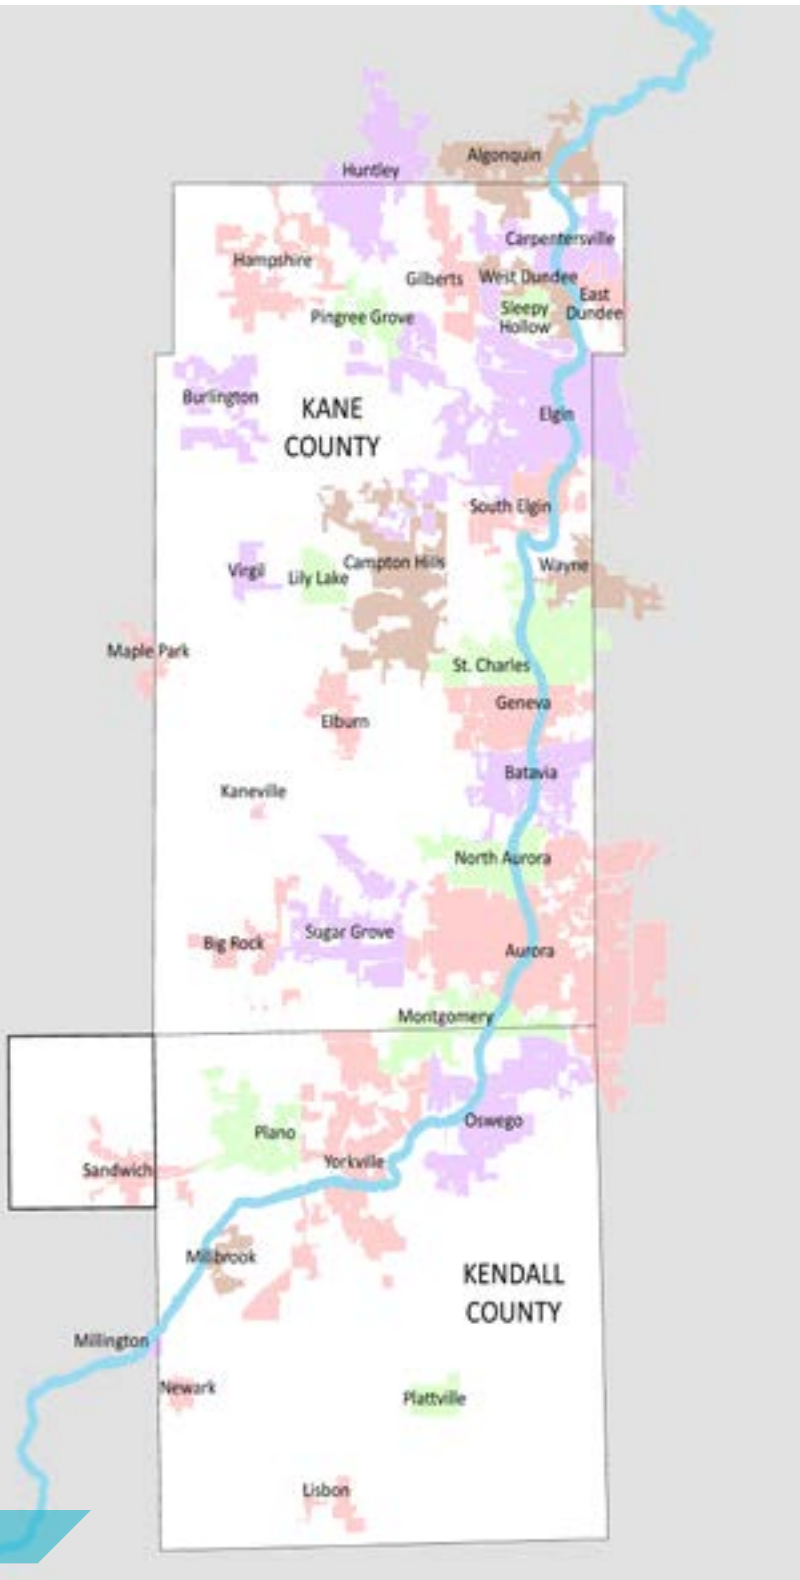 Algonquin
Huntley
Carpentersville
Hampshire
Gilberts
West Dundee
East
Dundee
Sleepy
Hollow
Pingree Grove
Burlington
KANE
COUNTY
Elgin
South Elgin
Campton Hills
Wayne
Virgil
Lily Lake
Maple Park
St. Charles
Geneva
Elburn
Batavia
Kaneville
North Aurora
Sugar Grove
Big Rock
Aurora
Montgomery
Oswego
Plano
Yorkville
Sandwich
Millbrook
KENDALL
COUNTY
Millington
Newark
Plattville
Lisbon